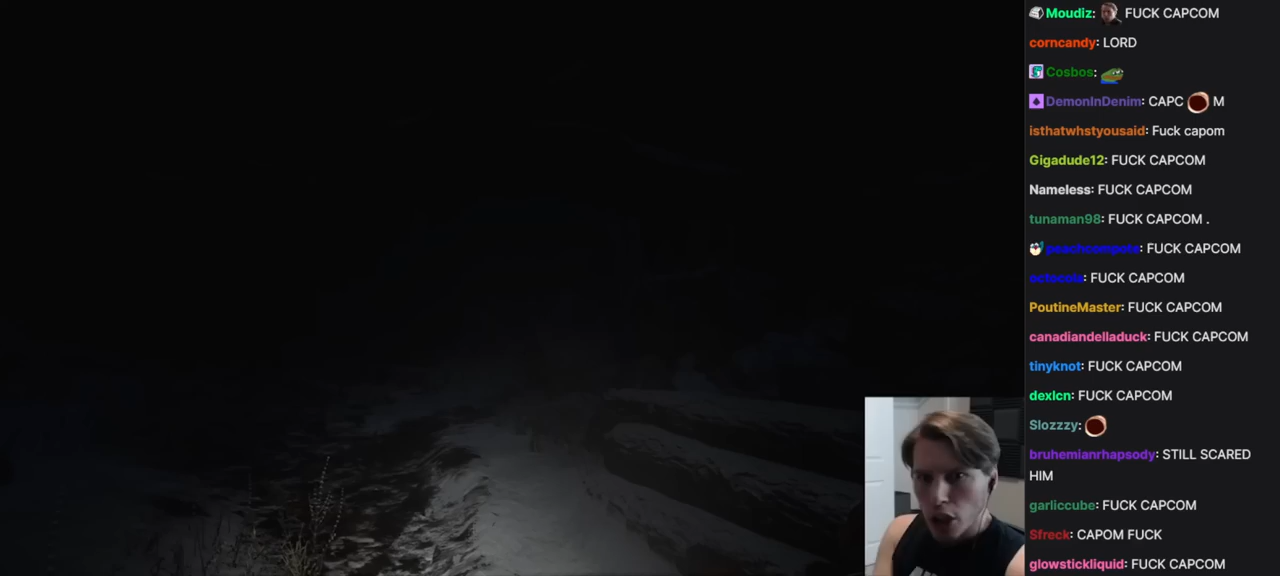 Moudiz: FUCK CAPCOM
corncandy: LORD
Cosbos:
DemonInDenim: CAPC M
isthatwhstyousaid: Fuck capom
Gigadude12: FUCK CAPCOM
Nameless: FUCK CAPCOM
tunaman98: FUCK CAPCOM .
peachcompote: FUCK CAPCOM
octocola: FUCK CAPCOM
PoutineMaster: FUCK CAPCOM
canadiandelladuck: FUCK CAPCOM
tinyknot: FUCK CAPCOM
dexlcn: FUCK CAPCOM
Slozzzy:
bruhemianrhapsody: STILL SCARED
HIM
garliccube: FUCK CAPCOM
Sfreck: CAPOM FUCK
glowstickliquid: FUCK CAPCOM